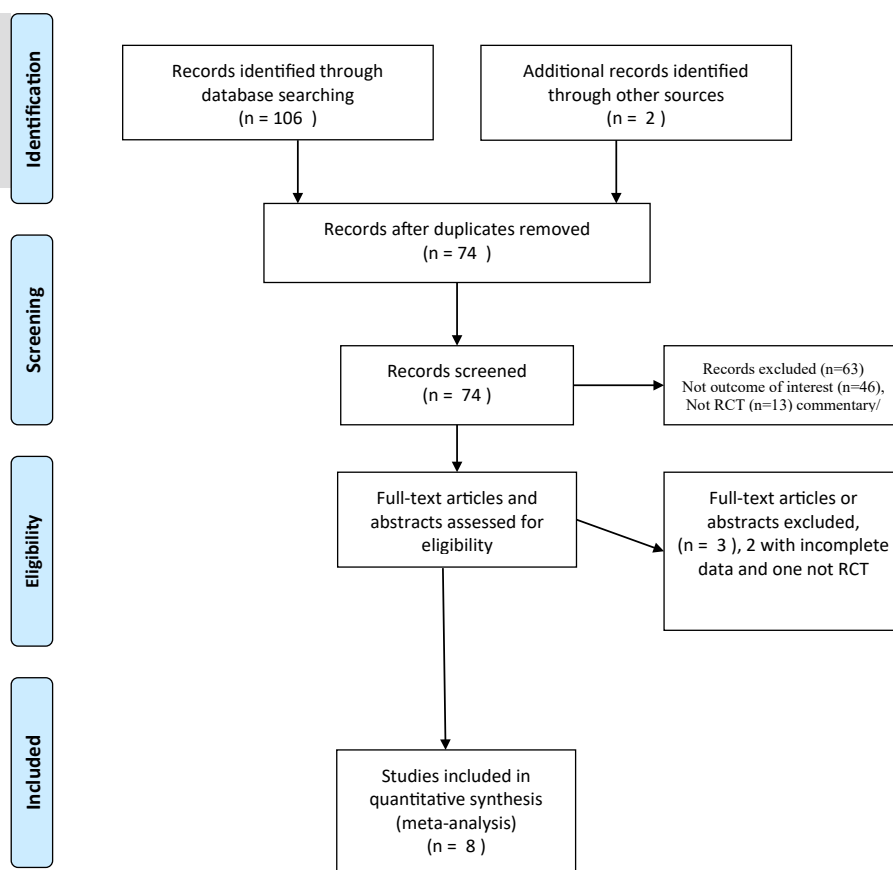 Identification
Records identified through
database searching
(n = 106 )
Additional records identified
through other sources
(n = 2 )
Records after duplicates removed
(n = 74 )
Screening
Records screened
(n = 74 )
Records excluded (n=63)
Not outcome of interest (n=46),
Not RCT (n=13) commentary/
Eligibility
Full-text articles and
abstracts assessed for
eligibility
Full-text articles or
abstracts excluded,
(n = 3 ), 2 with incomplete
data and one not RCT
Included
Studies included in
quantitative synthesis
(meta-analysis)
(n = 8 )